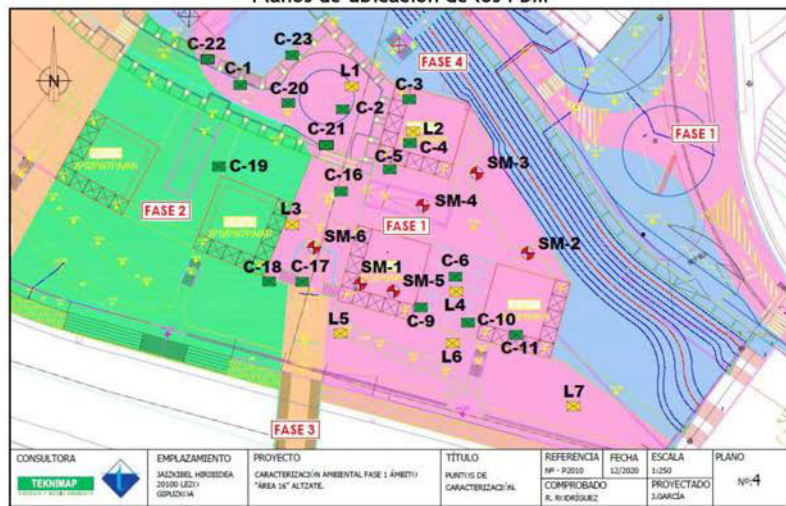 Planos de ubicación de los PDM
C-22
C-23
FASE 4
C-1
L1
C-3
C-20
C-2
FASE 1
L2
C-21
C-4
C-19
C-5
SM-3
C-16
SM-4
FASE 2
L3
FASE 1
SM-6
SM-2
C-6
C-18
C-17
SM-1
SM-5
L4
C-9
C-10
L5
L6
C-11
L7
FASE 3
N
CONSULTORA
TEKNIMAP
EMPLAZAMIENTO
JAIZKIBEL HIRIBIDEA
20100 LEZO
GIPUZKOA
PROYECTO
CARACTERIZACIÓN AMBIENTAL FASE 1 ÁMBITO
"ÁREA 16" ALTZATE.
TÍTULO
PUNTOS DE
CARACTERIZACIÓN.
REFERENCIA
Nº - P2010
FECHA
12/2020
ESCALA
1:250
COMPROBADO
R. RODRÍGUEZ
PROYECTADO
J.GARCÍA
PLANO
Nº:4